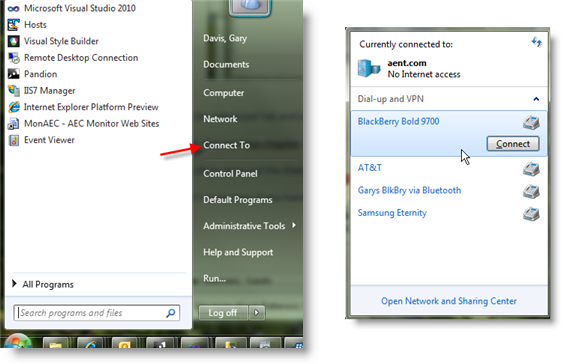 Microsoft Visual Studio 2010
Hosts
Visual Style Builder
Remote Desktop Connection
Pandion
IIS7 Manager
Internet Explorer Platform Preview
MonAEC - AEC Monitor Web Sites
Event Viewer
All Programs
Search programs and files
Davis, Gary
Documents
Computer
Network
Connect To
Control Panel
Default Programs
Administrative Tools
Help and Support
Run...
Log off
Currently connected to:
aent.com
No Internet access
Dial-up and VPN
BlackBerry Bold 9700
Connect
AT&T
Garys BlkBry via Bluetooth
Samsung Eternity
Open Network and Sharing Center